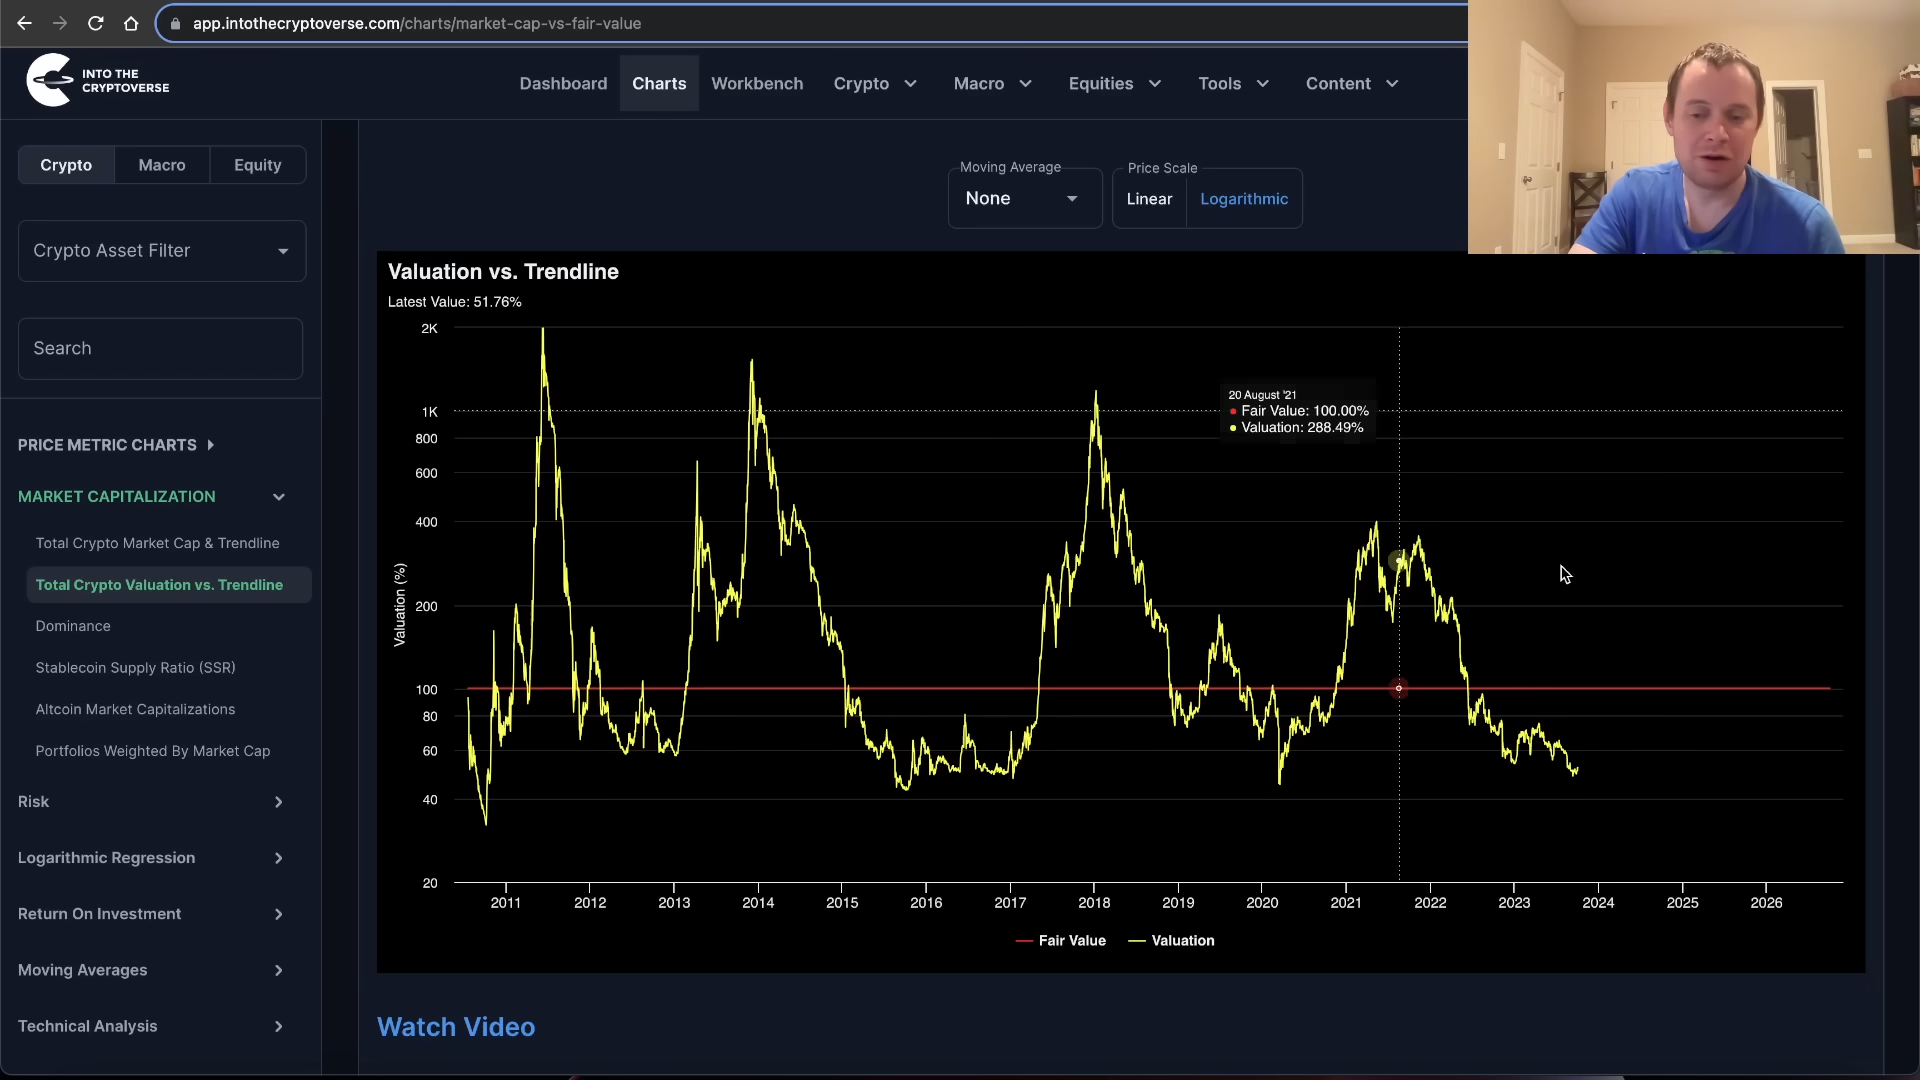 app.intothecryptoverse.com/charts/market-cap-vs-fair-value
INTO THE
CRYPTOVERSE
Dashboard
Charts
Workbench
Crypto
Macro
Equities
Tools
Content
Crypto
Macro
Equity
Crypto Asset Filter
Search
PRICE METRIC CHARTS
MARKET CAPITALIZATION
Total Crypto Market Cap & Trendline
Total Crypto Valuation vs. Trendline
Dominance
Stablecoin Supply Ratio (SSR)
Altcoin Market Capitalizations
Portfolios Weighted By Market Cap
Risk
Logarithmic Regression
Return On Investment
Moving Averages
Technical Analysis
Moving Average
None
Price Scale
Linear
Logarithmic
Valuation vs. Trendline
Latest Value: 51.76%
2K
1K
800
600
400
200
100
80
60
40
20
Valuation (%)
20 August '21
Fair Value: 100.00%
Valuation: 288.49%
2011
2012
2013
2014
2015
2016
2017
2018
2019
2020
2021
2022
2023
2024
2025
2026
Fair Value
Valuation
Watch Video